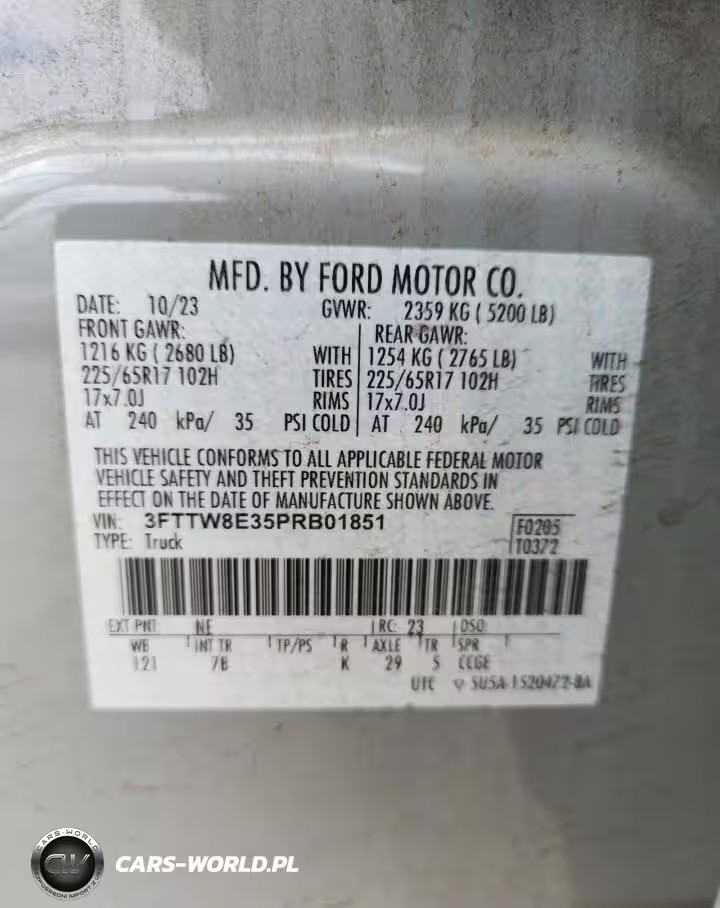 MFD. BY FORD MOTOR CO.
DATE: 10/23 GVWR: 2359 KG ( 5200 LB)
FRONT GAWR: REAR GAWR:
1216 KG ( 2680 LB) WITH 1254 KG ( 2765 LB) WITH
225/65R17 102H TIRES 225/65R17 102H TIRES
17x7.0J RIMS 17x7.0J RIMS
AT 240 kPa/ 35 PSI COLD AT 240 kPa/ 35 PSI COLD
THIS VEHICLE CONFORMS TO ALL APPLICABLE FEDERAL MOTOR
VEHICLE SAFETY AND THEFT PREVENTION STANDARDS IN
EFFECT ON THE DATE OF MANUFACTURE SHOWN ABOVE.
VIN: 3FTTW8E35PRB01851 F0205
TYPE: Truck T0372
EXT PNT: NE RC: 23 DSO:
WB INT TR TP/PS R AXLE TR SPR
121 7B K 29 5 CCGE
UTC 5U5A-1520472-BA
CARS-WORLD
CW
CARS-WORLD.PL